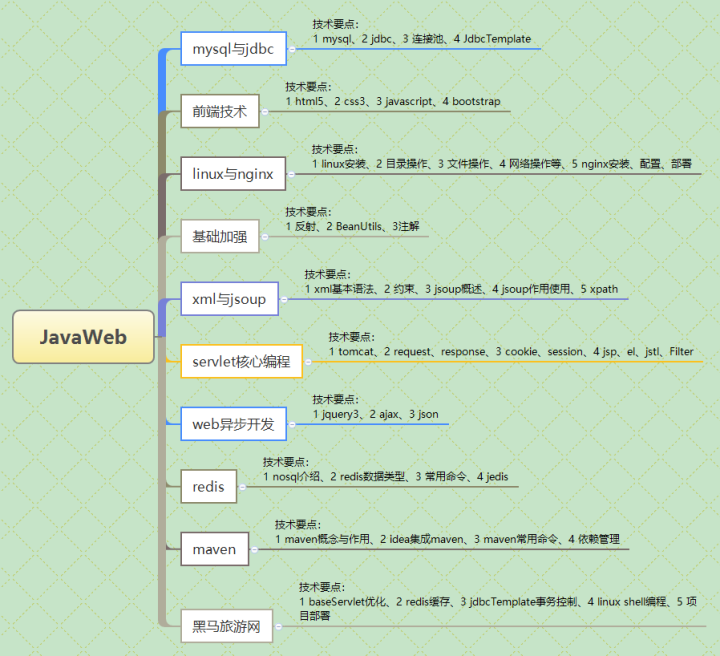 技术要点：
1 mysql、2 jdbc、3 连接池、4 JdbcTemplate
mysql与jdbc
技术要点：
1 html5、2 css3、3 javascript、4 bootstrap
前端技术
技术要点：
1 linux安装、2 目录操作、3 文件操作、4 网络操作等、5 nginx安装、配置、部署
linux与nginx
技术要点：
1 反射、2 BeanUtils、3注解
基础加强
技术要点：
1 xml基本语法、2 约束、3 jsoup概述、4 jsoup作用使用、5 xpath
xml与jsoup
JavaWeb
技术要点：
1 tomcat、2 request、response、3 cookie、session、4 jsp、el、jstl、Filter
servlet核心编程
技术要点：
1 jquery3、2 ajax、3 json
web异步开发
技术要点：
1 nosql介绍、2 redis数据类型、3 常用命令、4 jedis
redis
技术要点：
1 maven概念与作用、2 idea集成maven、3 maven常用命令、4 依赖管理
maven
技术要点：
1 baseServlet优化、2 redis缓存、3 jdbcTemplate事务控制、4 linux shell编程、5 项
目部署
黑马旅游网